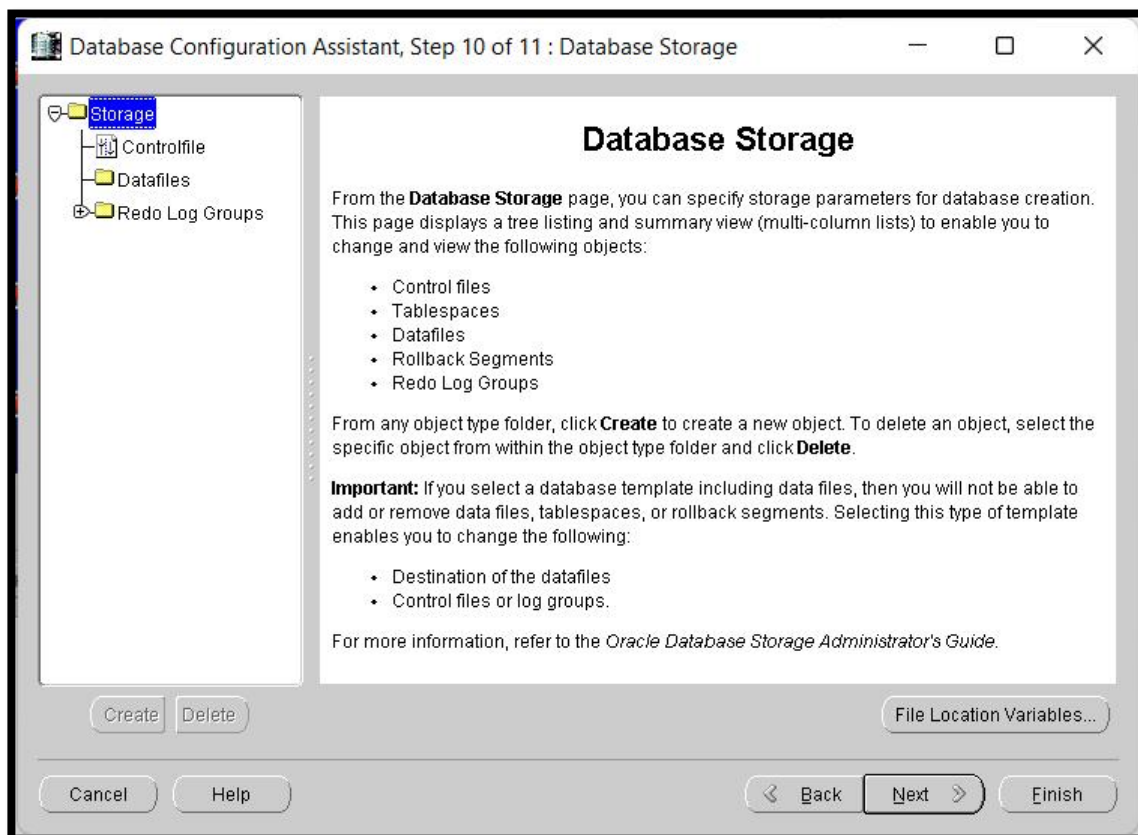 Database Configuration Assistant, Step 10 of 11 : Database Storage
Storage
Controlfile
Datafiles
Redo Log Groups
Database Storage
From the Database Storage page, you can specify storage parameters for database creation.
This page displays a tree listing and summary view (multi-column lists) to enable you to
change and view the following objects:
• Control files
• Tablespaces
• Datafiles
• Rollback Segments
• Redo Log Groups
From any object type folder, click Create to create a new object. To delete an object, select the
specific object from within the object type folder and click Delete.
Important: If you select a database template including data files, then you will not be able to
add or remove data files, tablespaces, or rollback segments. Selecting this type of template
enables you to change the following:
• Destination of the datafiles
• Control files or log groups.
For more information, refer to the Oracle Database Storage Administrator's Guide.
Create Delete
File Location Variables...
Cancel Help Back Next Finish